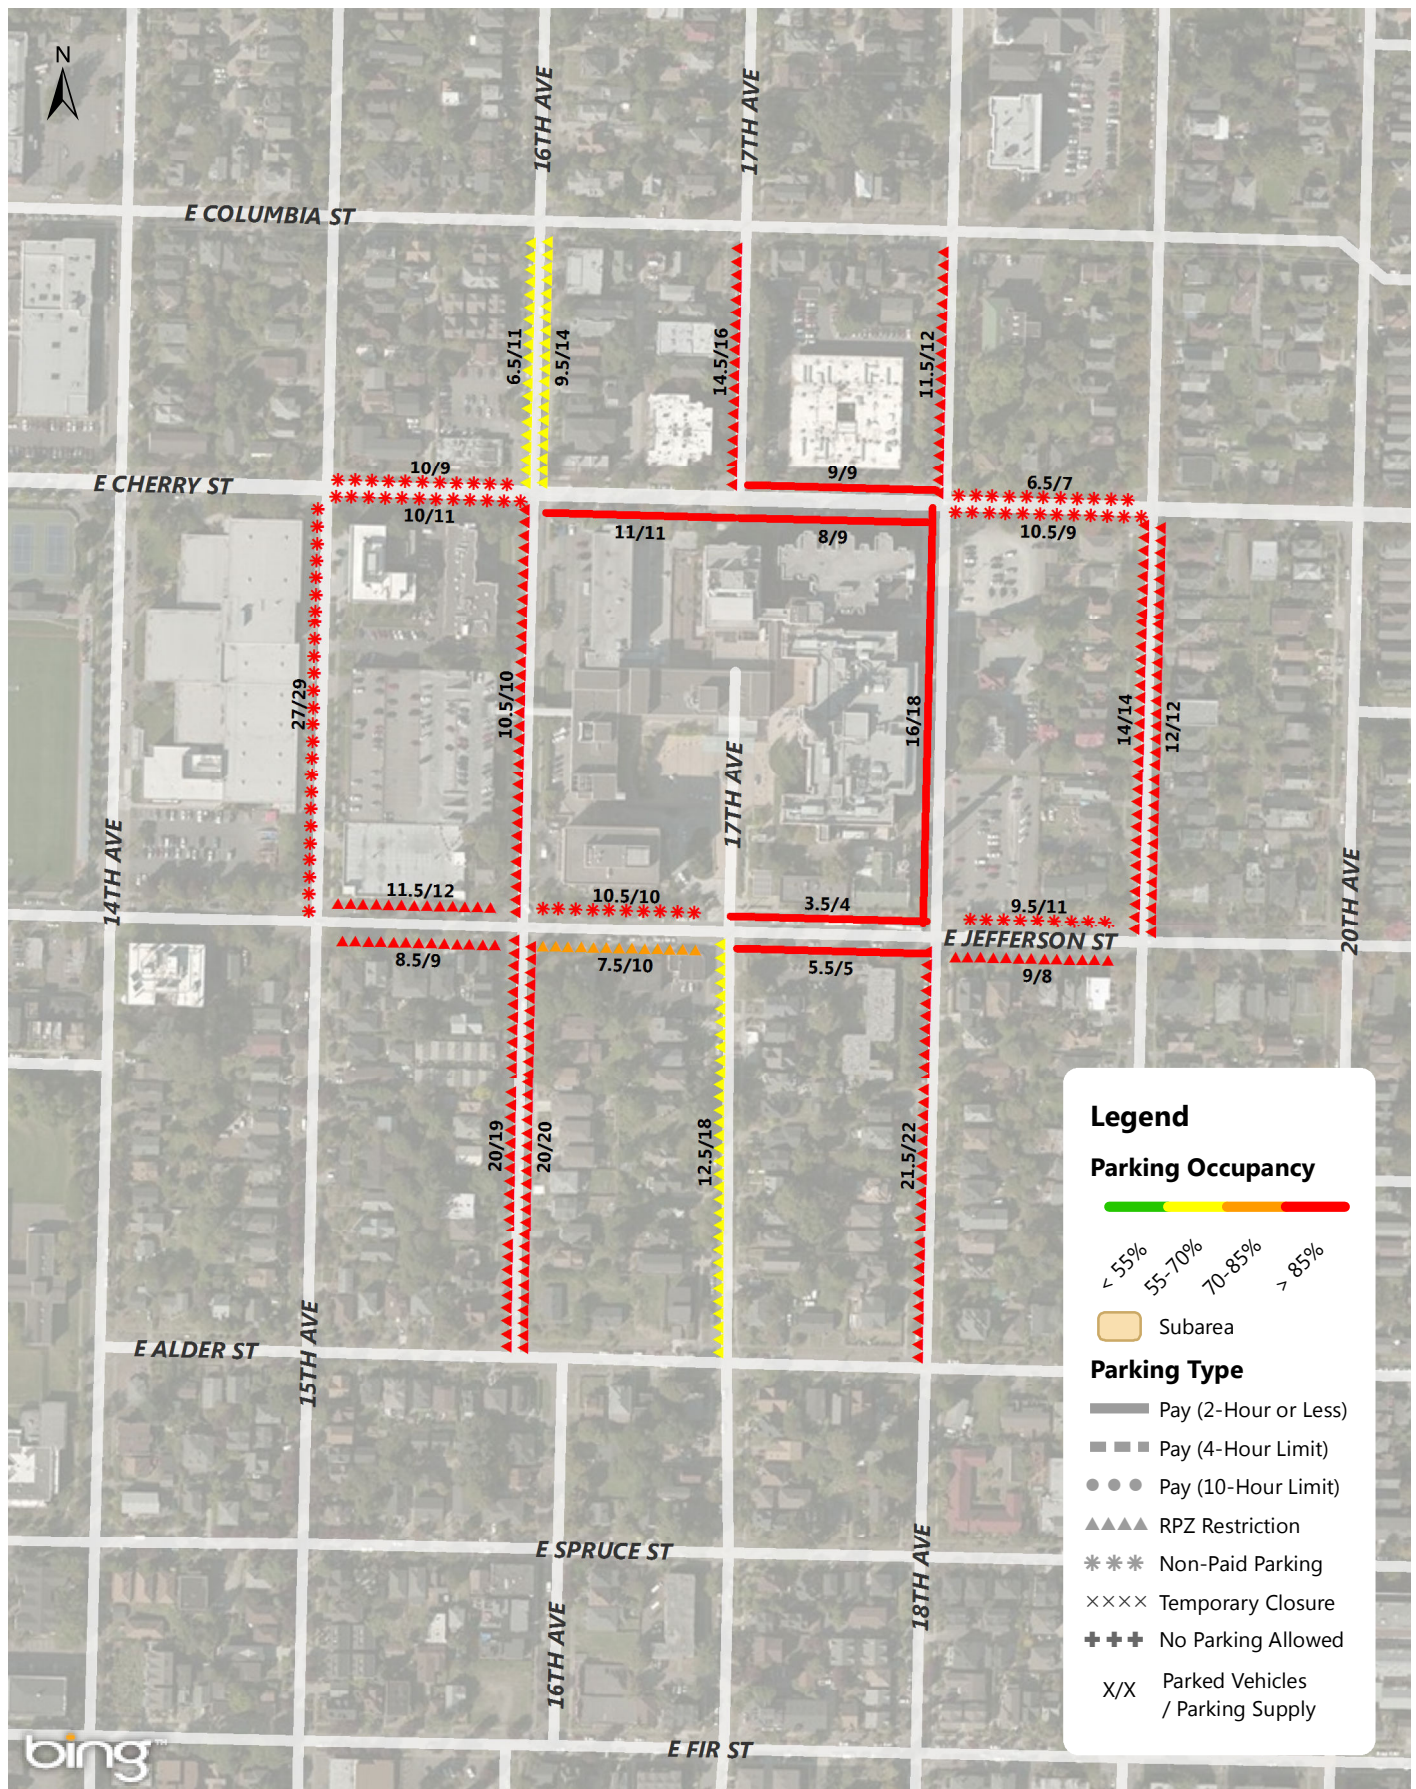 N
16TH AVE
17TH AVE
E COLUMBIA ST
6.5/11
9.5/14
14.5/16
11.5/12
10/9
9/9
6.5/7
E CHERRY ST
10/11
11/11
8/9
10.5/9
27/29
10.5/10
16/18
14/14
12/12
17TH AVE
14TH AVE
20TH AVE
11.5/12
10.5/10
3.5/4
9.5/11
E JEFFERSON ST
8.5/9
7.5/10
5.5/5
9/8
20/19
20/20
12.5/18
21.5/22
15TH AVE
E ALDER ST
E SPRUCE ST
18TH AVE
16TH AVE
E FIR ST
bing™
Legend
Parking Occupancy
< 55%
55-70%
70-85%
> 85%
Subarea
Parking Type
Pay (2-Hour or Less)
Pay (4-Hour Limit)
Pay (10-Hour Limit)
RPZ Restriction
Non-Paid Parking
Temporary Closure
No Parking Allowed
X/X Parked Vehicles
/ Parking Supply